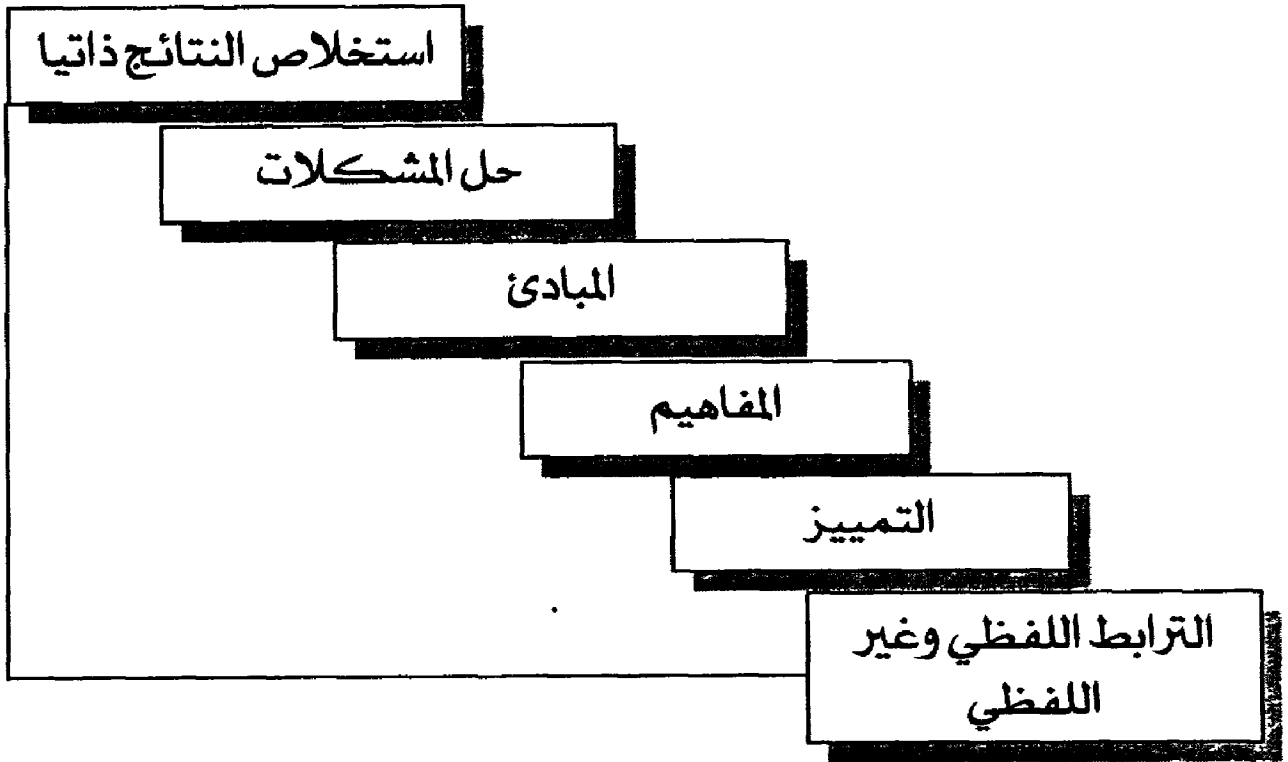 استخلاص النتائج ذاتيا
حل المشكلات
المبادئ
المفاهيم
التمييز
الترابط اللفظي وغير
اللفظي